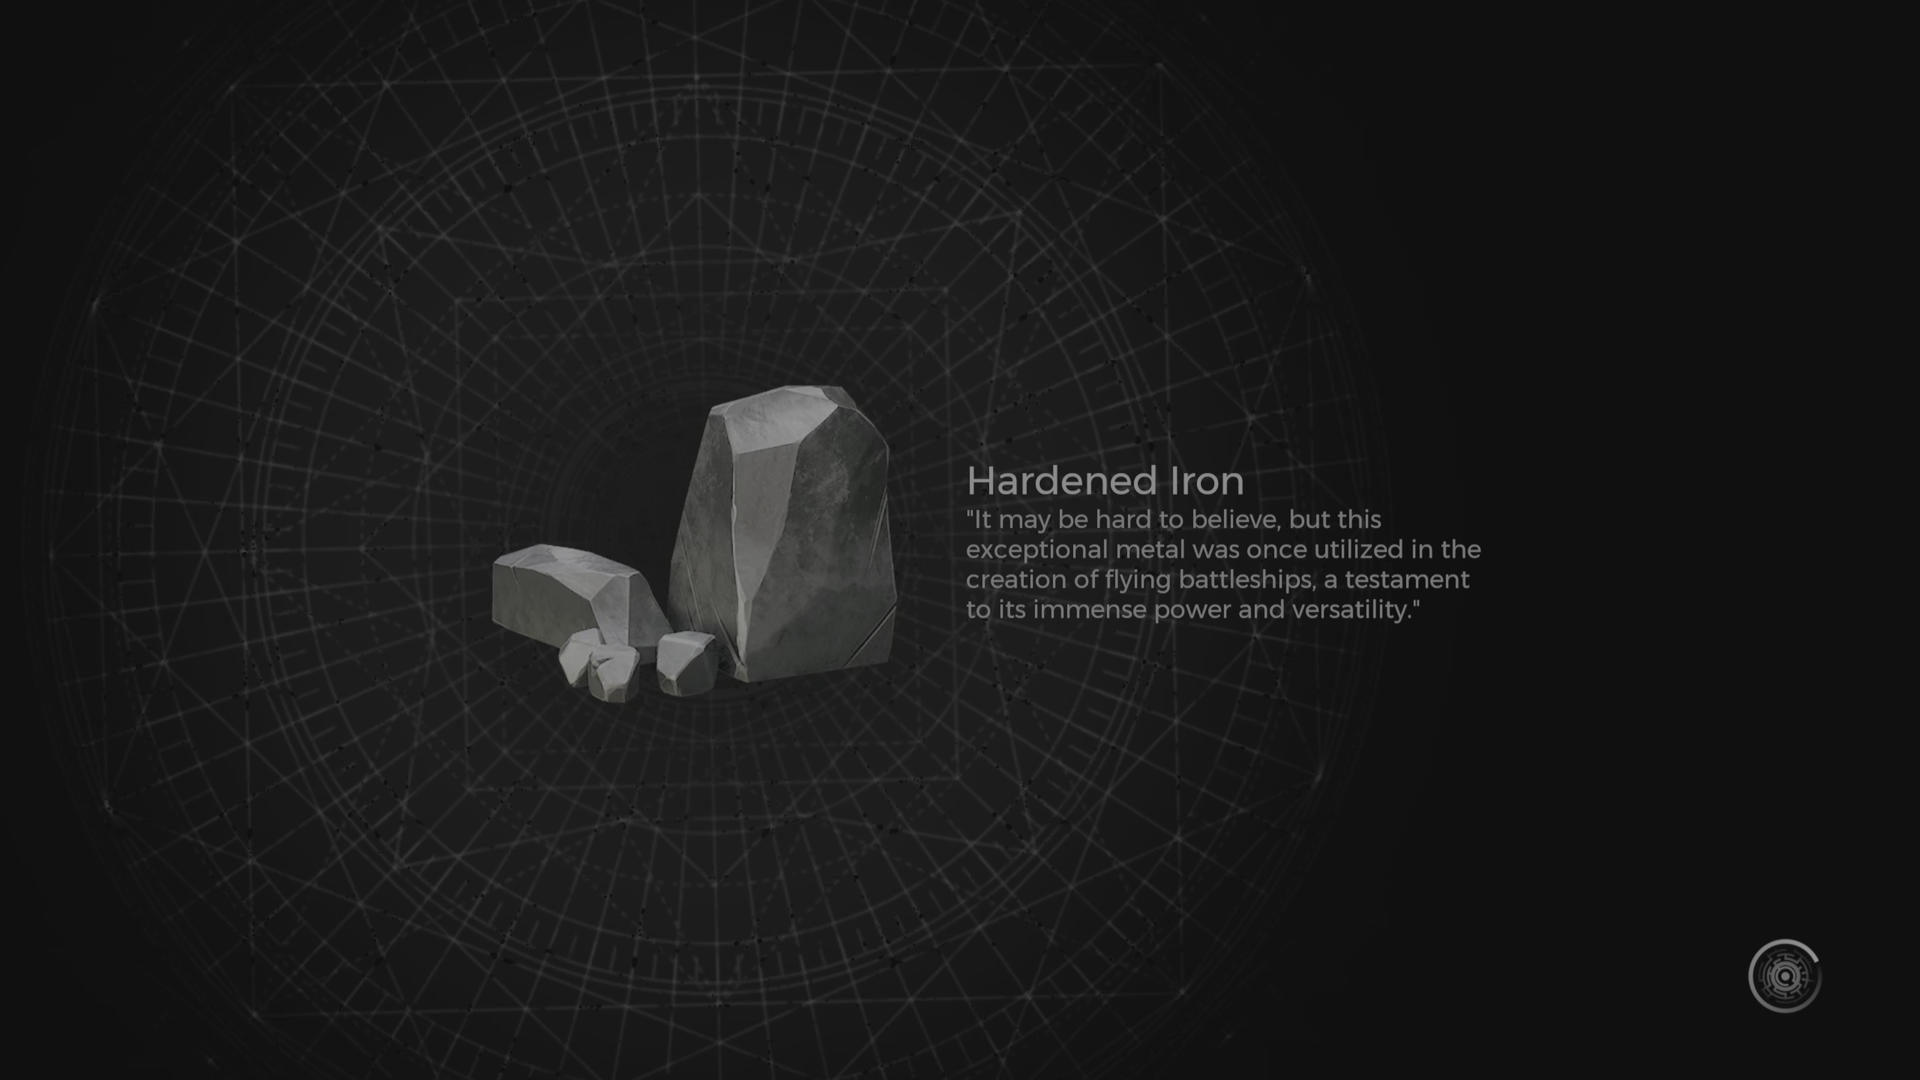 Hardened Iron
"It may be hard to believe, but this
exceptional metal was once utilized in the
creation of flying battleships, a testament
to its immense power and versatility."